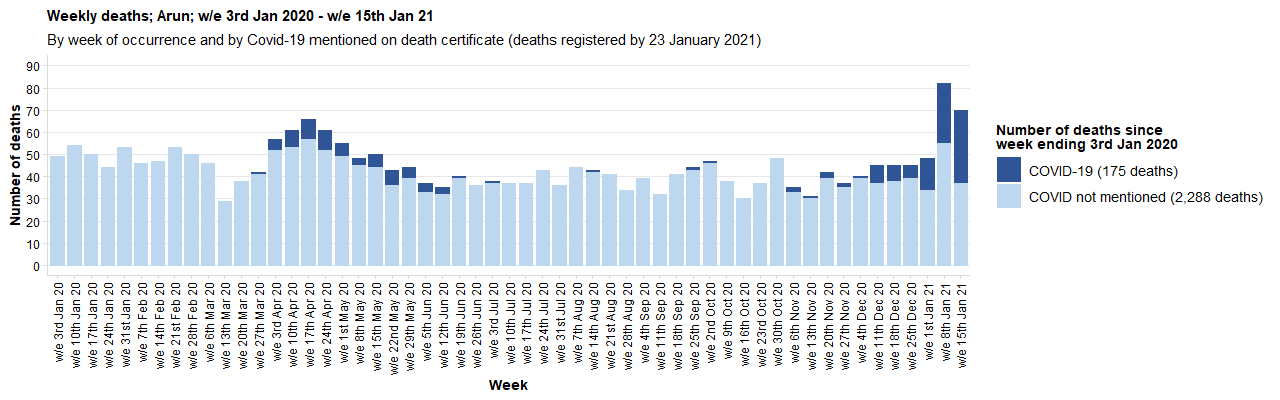 Weekly deaths; Arun; w/e 3rd Jan 2020 - w/e 15th Jan 21
By week of occurrence and by Covid-19 mentioned on death certificate (deaths registered by 23 January 2021)
Number of deaths
90
80
70
60
50
40
30
20
10
0
w/e 3rd Jan 20
w/e 10th Jan 20
w/e 17th Jan 20
w/e 24th Jan 20
w/e 31st Jan 20
w/e 7th Feb 20
w/e 14th Feb 20
w/e 21st Feb 20
w/e 28th Feb 20
w/e 6th Mar 20
w/e 13th Mar 20
w/e 20th Mar 20
w/e 27th Mar 20
w/e 3rd Apr 20
w/e 10th Apr 20
w/e 17th Apr 20
w/e 24th Apr 20
w/e 1st May 20
w/e 8th May 20
w/e 15th May 20
w/e 22nd May 20
w/e 29th May 20
w/e 5th Jun 20
w/e 12th Jun 20
w/e 19th Jun 20
w/e 26th Jun 20
w/e 3rd Jul 20
w/e 10th Jul 20
w/e 17th Jul 20
w/e 24th Jul 20
w/e 31st Jul 20
w/e 7th Aug 20
w/e 14th Aug 20
w/e 21st Aug 20
w/e 28th Aug 20
w/e 4th Sep 20
w/e 11th Sep 20
w/e 18th Sep 20
w/e 25th Sep 20
w/e 2nd Oct 20
w/e 9th Oct 20
w/e 16th Oct 20
w/e 23rd Oct 20
w/e 30th Oct 20
w/e 6th Nov 20
w/e 13th Nov 20
w/e 20th Nov 20
w/e 27th Nov 20
w/e 4th Dec 20
w/e 11th Dec 20
w/e 18th Dec 20
w/e 25th Dec 20
w/e 1st Jan 21
w/e 8th Jan 21
w/e 15th Jan 21
Week
Number of deaths since
week ending 3rd Jan 2020
COVID-19 (175 deaths)
COVID not mentioned (2,288 deaths)